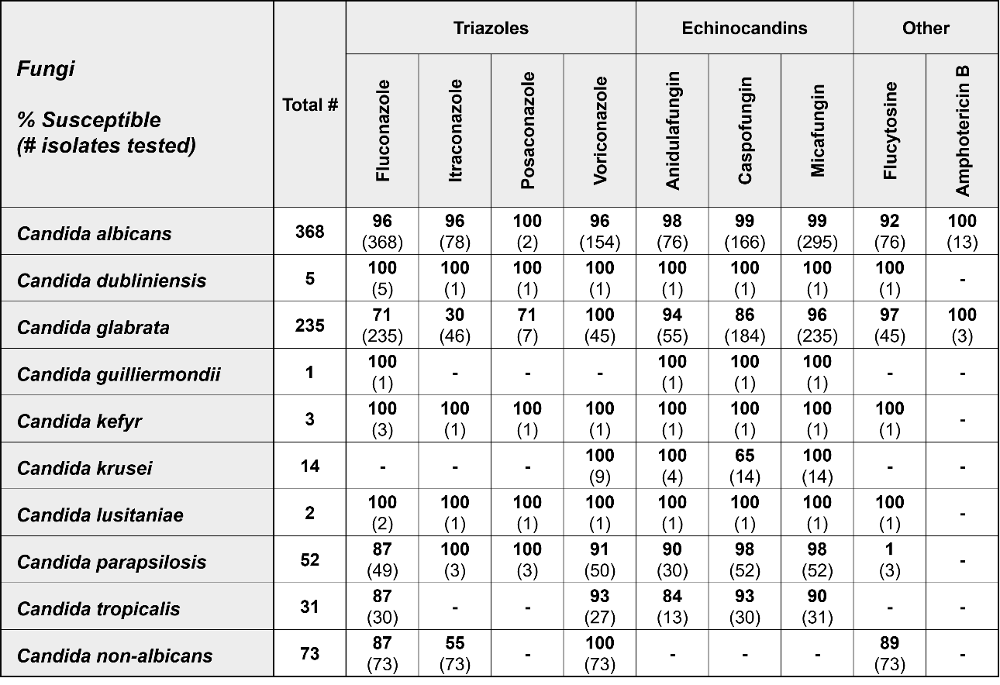 Fungi
% Susceptible
(# isolates tested)
Total #
Triazoles
Echinocandins
Other
Fluconazole
Itraconazole
Posaconazole
Voriconazole
Anidulafungin
Caspofungin
Micafungin
Flucytosine
Amphotericin B
Candida albicans 368 96 96 100 96 98 99 99 92 100
(368) (78) (2) (154) (76) (166) (295) (76) (13)
Candida dubliniensis 5 100 100 100 100 100 100 100 100 -
(5) (1) (1) (1) (1) (1) (1) (1)
Candida glabrata 235 71 30 71 100 94 86 96 97 100
(235) (46) (7) (45) (55) (184) (235) (45) (3)
Candida guilliermondii 1 100 - - - 100 100 100 - -
(1) (1) (1) (1)
Candida kefyr 3 100 100 100 100 100 100 100 100 -
(3) (1) (1) (1) (1) (1) (1) (1)
Candida krusei 14 - - - 100 100 65 100 - -
(9) (4) (14) (14)
Candida lusitaniae 2 100 100 100 100 100 100 100 100 -
(2) (1) (1) (1) (1) (1) (1) (1)
Candida parapsilosis 52 87 100 100 91 90 98 98 1 -
(49) (3) (3) (50) (30) (52) (52) (3)
Candida tropicalis 31 87 - - 93 84 93 90 - -
(30) (27) (13) (30) (31)
Candida non-albicans 73 87 55 - 100 - - - 89 -
(73) (73) (73) (73)